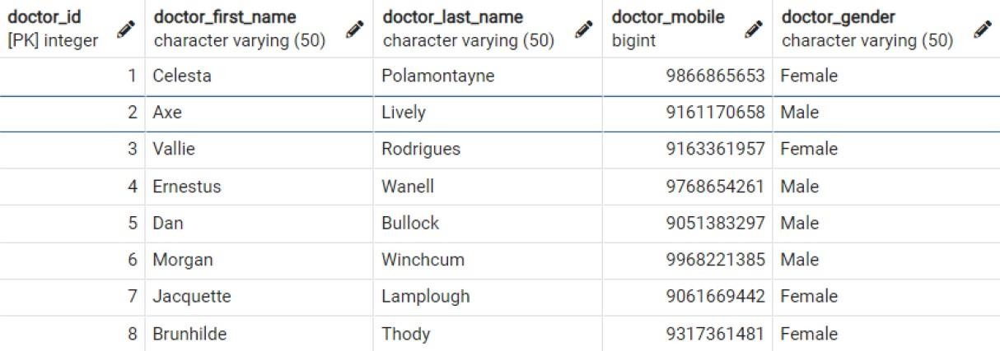 doctor_id doctor_first_name doctor_last_name doctor_mobile doctor_gender
[PK] integer character varying (50) character varying (50) bigint character varying (50)
1 Celesta Polamontayne 9866865653 Female
2 Axe Lively 9161170658 Male
3 Vallie Rodrigues 9163361957 Female
4 Ernestus Wanell 9768654261 Male
5 Dan Bullock 9051383297 Male
6 Morgan Winchcum 9968221385 Male
7 Jacquette Lamplough 9061669442 Female
8 Brunhilde Thody 9317361481 Female